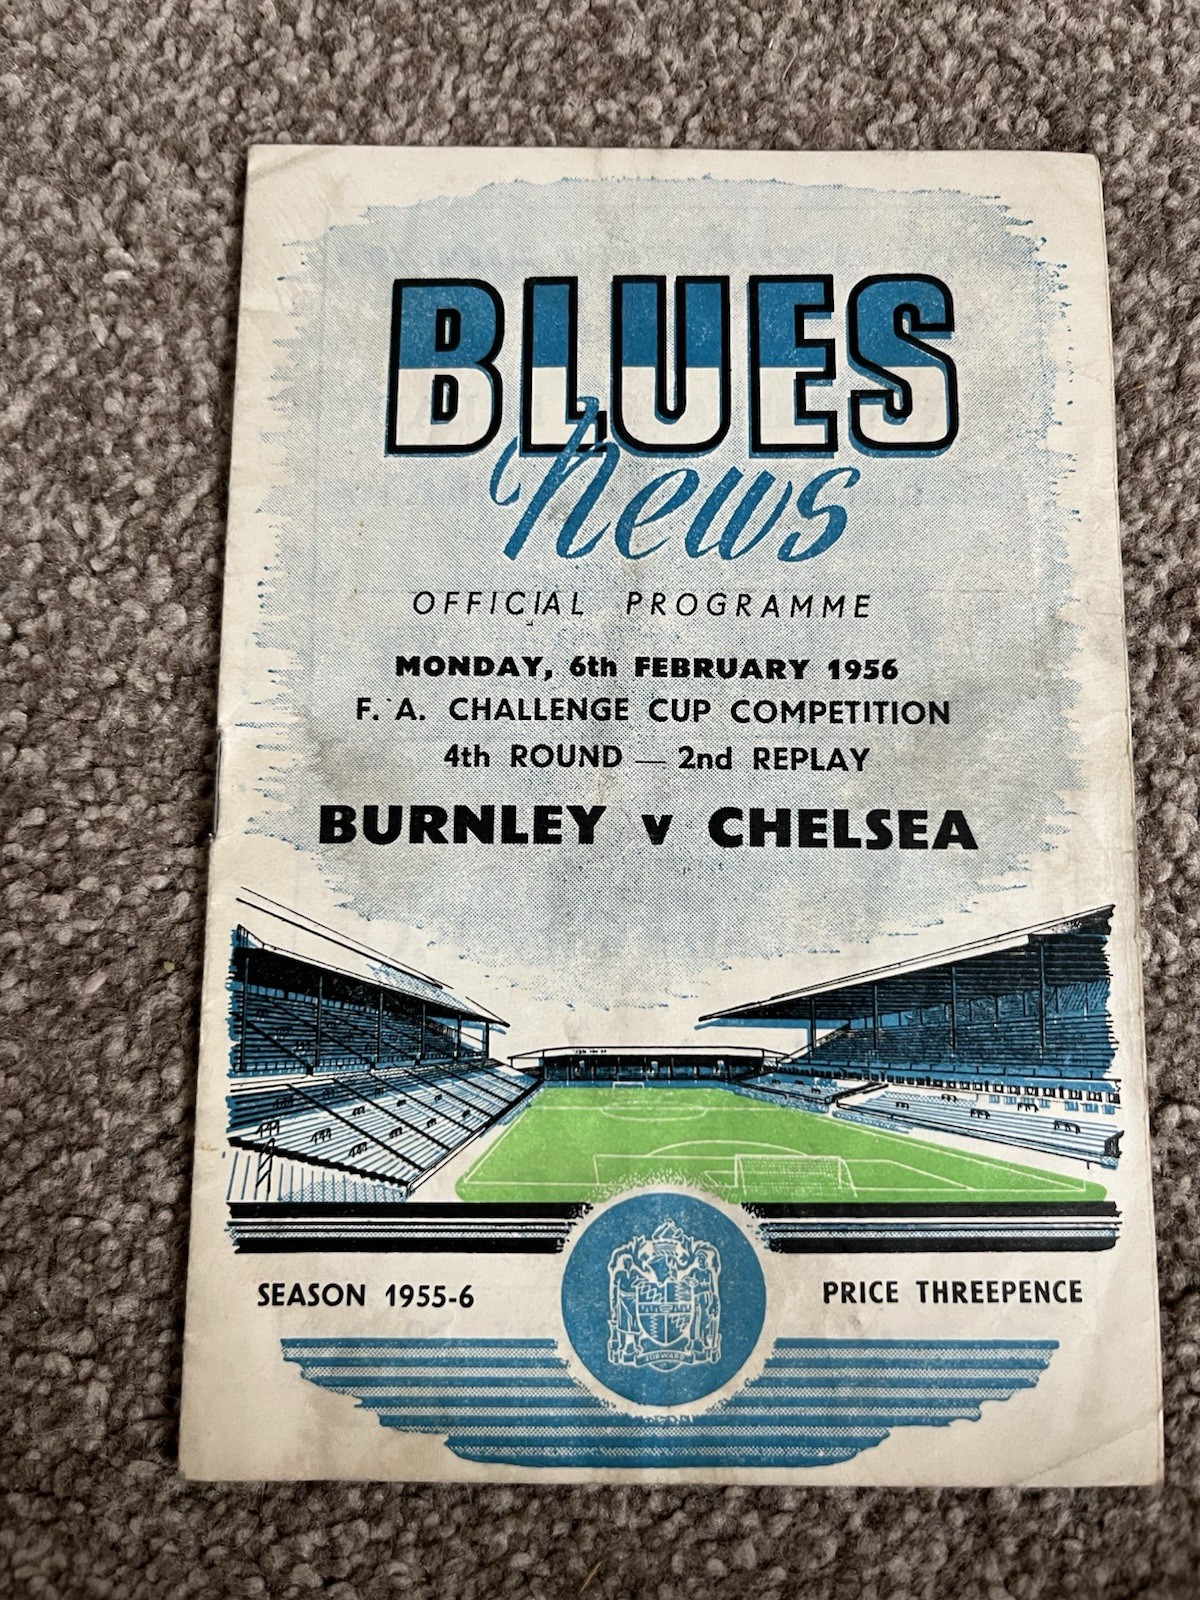 BLUES
News
OFFICIAL PROGRAMME
MONDAY, 6th FEBRUARY 1956
F. A. CHALLENGE CUP COMPETITION
4th ROUND — 2nd REPLAY
BURNLEY v CHELSEA
SEASON 1955-6
PRICE THREEPENCE
FORWARD